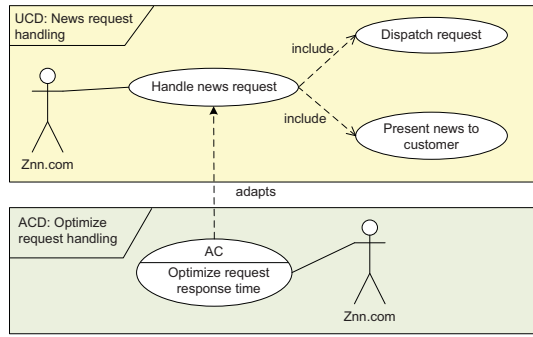 UCD: News request
handling
Dispatch request
include
Handle news request
include
Present news to
customer
Znn.com
adapts
ACD: Optimize
request handling
AC
Optimize request
response time
Znn.com